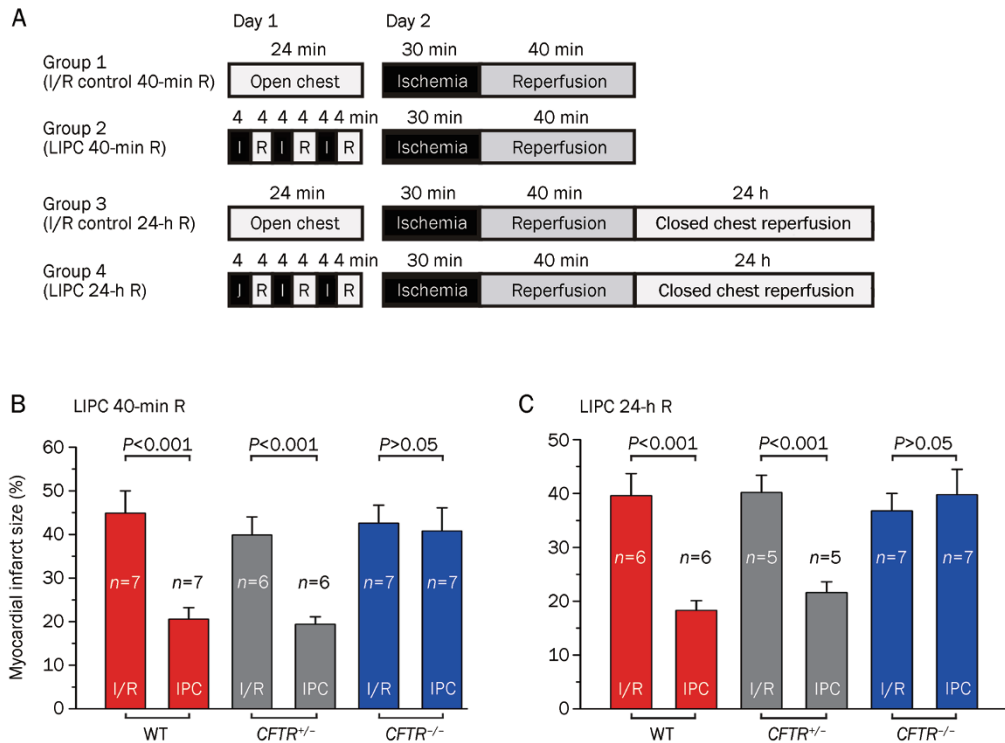 A
Day 1 Day 2
24 min 30 min 40 min
Group 1
(I/R control 40-min R)
Open chest Ischemia Reperfusion
4 4 4 4 4 4 min 30 min 40 min
Group 2
(LIPC 40-min R)
I R I R I R Ischemia Reperfusion
24 min 30 min 40 min 24 h
Group 3
(I/R control 24-h R)
Open chest Ischemia Reperfusion Closed chest reperfusion
4 4 4 4 4 4 min 30 min 40 min 24 h
Group 4
(LIPC 24-h R)
J R I R I R Ischemia Reperfusion Closed chest reperfusion
B LIPC 40-min R
Myocardial infarct size (%)
60
50
40
30
20
10
0
P<0.001 P<0.001 P>0.05
n=7 n=7 n=6 n=6 n=7 n=7
I/R IPC I/R IPC I/R IPC
WT CFTR+/- CFTR-/-
C LIPC 24-h R
50
40
30
20
10
0
P<0.001 P<0.001 P>0.05
n=6 n=6 n=5 n=5 n=7 n=7
I/R IPC I/R IPC I/R IPC
WT CFTR+/- CFTR-/-